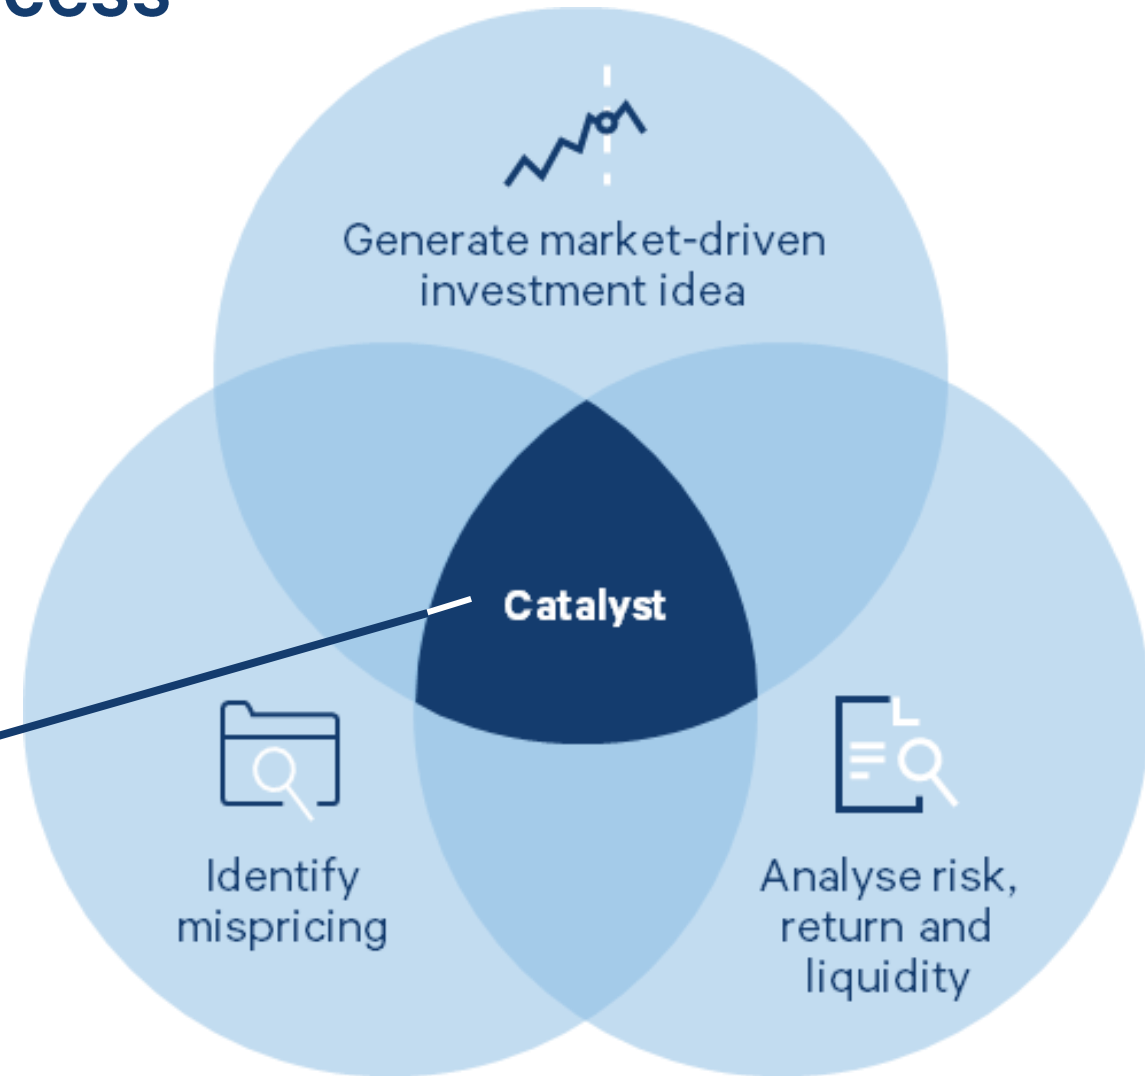 Generate market-driven
investment idea
Catalyst
Identify
mispricing
Analyse risk,
return and
liquidity